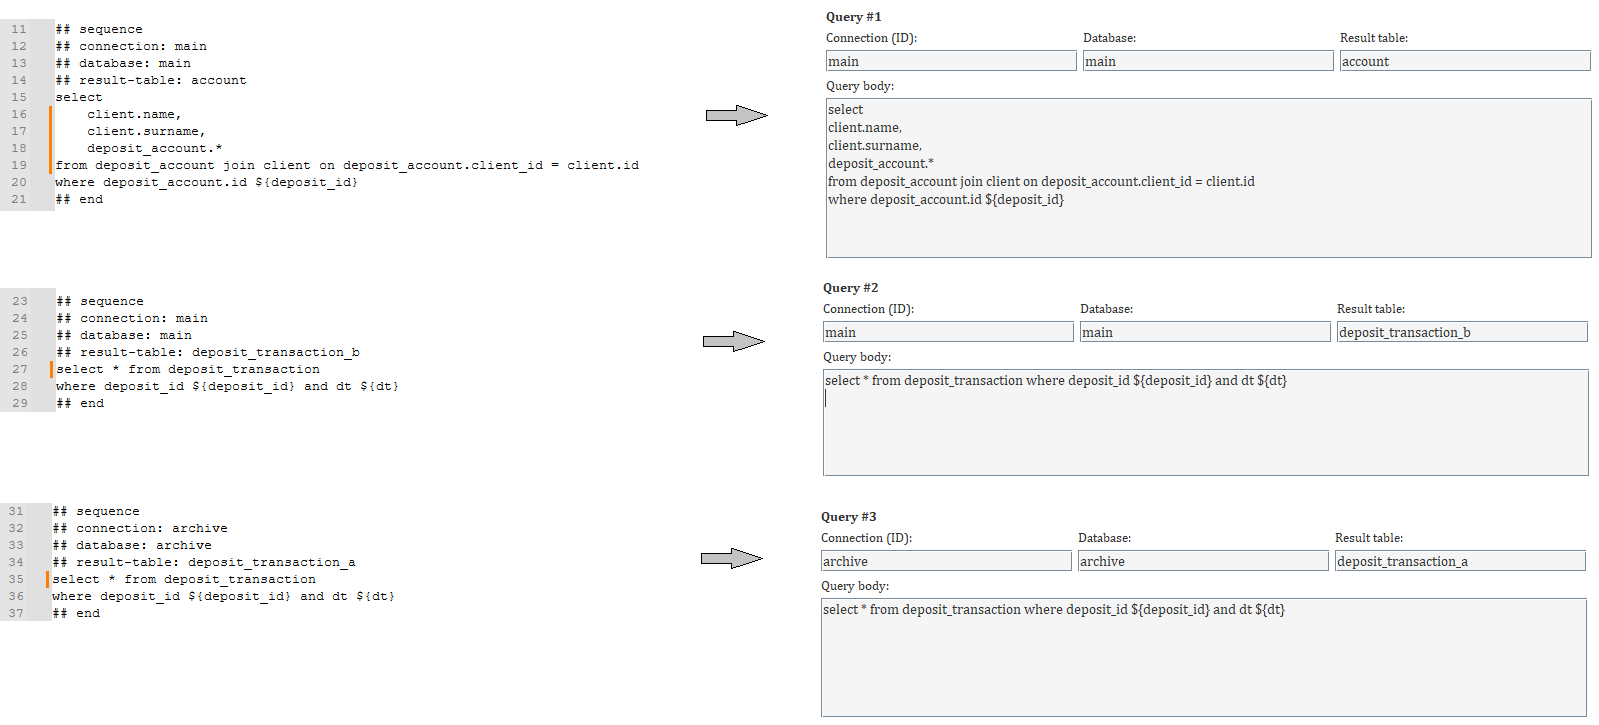 11 ## sequence
12 ## connection: main
13 ## database: main
14 ## result-table: account
15 select
16 client.name,
17 client.surname,
18 deposit_account.*
19 from deposit_account join client on deposit_account.client_id = client.id
20 where deposit_account.id ${deposit_id}
21 ## end
Query #1
Connection (ID): Database: Result table:
main main account
Query body:
select
client.name,
client.surname,
deposit_account.*
from deposit_account join client on deposit_account.client_id = client.id
where deposit_account.id ${deposit_id}
23 ## sequence
24 ## connection: main
25 ## database: main
26 ## result-table: deposit_transaction_b
27 select * from deposit_transaction
28 where deposit_id ${deposit_id} and dt ${dt}
29 ## end
Query #2
Connection (ID): Database: Result table:
main main deposit_transaction_b
Query body:
select * from deposit_transaction where deposit_id ${deposit_id} and dt ${dt}
31 ## sequence
32 ## connection: archive
33 ## database: archive
34 ## result-table: deposit_transaction_a
35 select * from deposit_transaction
36 where deposit_id ${deposit_id} and dt ${dt}
37 ## end
Query #3
Connection (ID): Database: Result table:
archive archive deposit_transaction_a
Query body:
select * from deposit_transaction where deposit_id ${deposit_id} and dt ${dt}